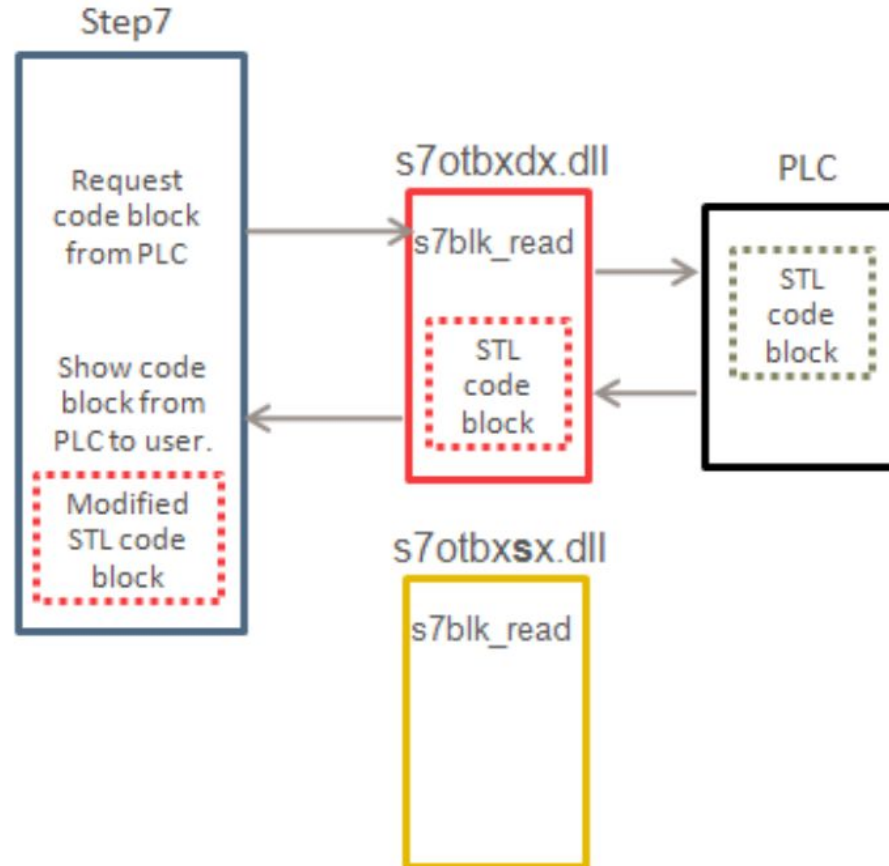 Step7
Request
code block
from PLC
Show code
block from
PLC to user.
Modified
STL code
block
s7otbxdx.dll
s7blk_read
STL
code
block
PLC
STL
code
block
s7otbxsx.dll
s7blk_read